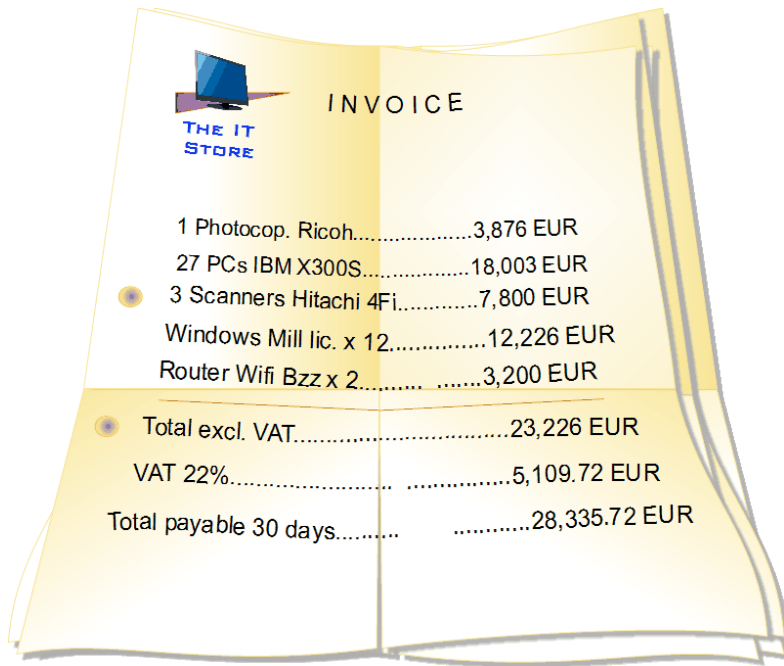 THE IT
STORE
INVOICE
1 Photocop. Ricoh...................3,876 EUR
27 PCs IBM X300S.................18,003 EUR
3 Scanners Hitachi 4Fi.............7,800 EUR
Windows Mill lic. x 12................12,226 EUR
Router Wifi Bzz x 2......... .......3,200 EUR
Total excl. VAT...................................23,226 EUR
VAT 22%.......................... ................5,109.72 EUR
Total payable 30 days.......... ............28,335.72 EUR